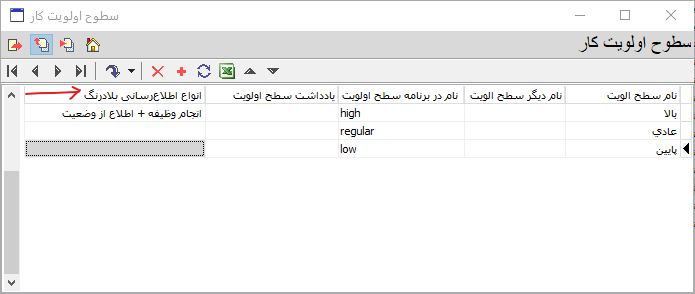 سطوح اولویت کار
سطوح اولویت کار
نام سطح الویت نام دیگر سطح الویت نام در برنامه سطح اولویت یادداشت سطح اولویت انواع اطلاع‌رسانی بلادرنگ
بالا high انجام وظیفه + اطلاع از وضعیت
عادي regular
پایین low